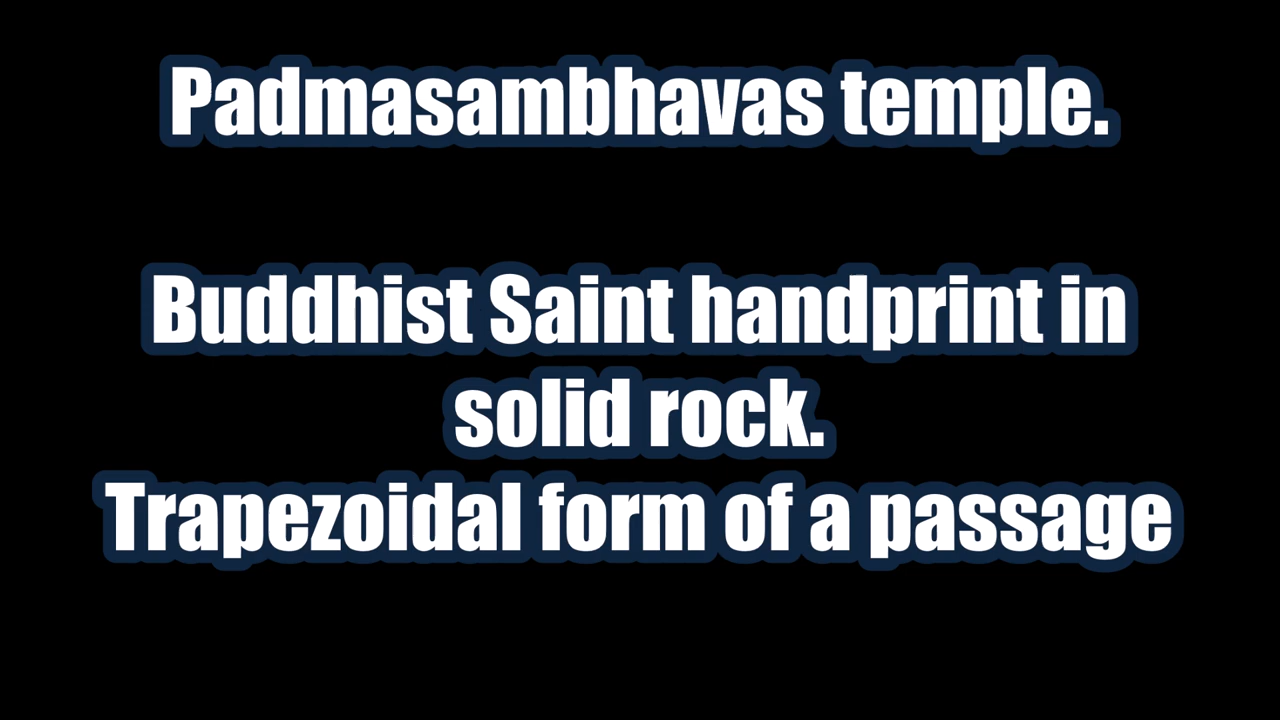 Padmasambhavas temple.
Buddhist Saint handprint in
solid rock.
Trapezoidal form of a passage